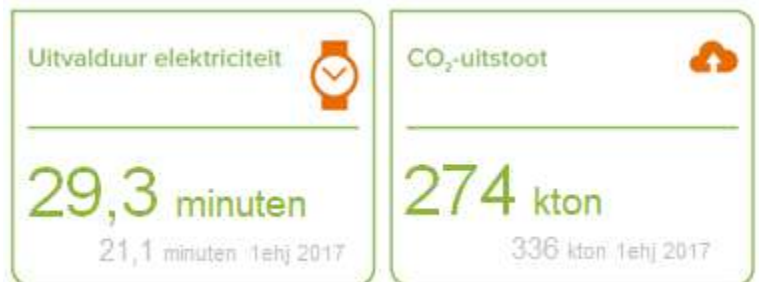 Uitvalduur elektriciteit
29,3 minuten
21,1 minuten 1ehj 2017
CO₂-uitstoot
274 kton
336 kton 1ehj 2017